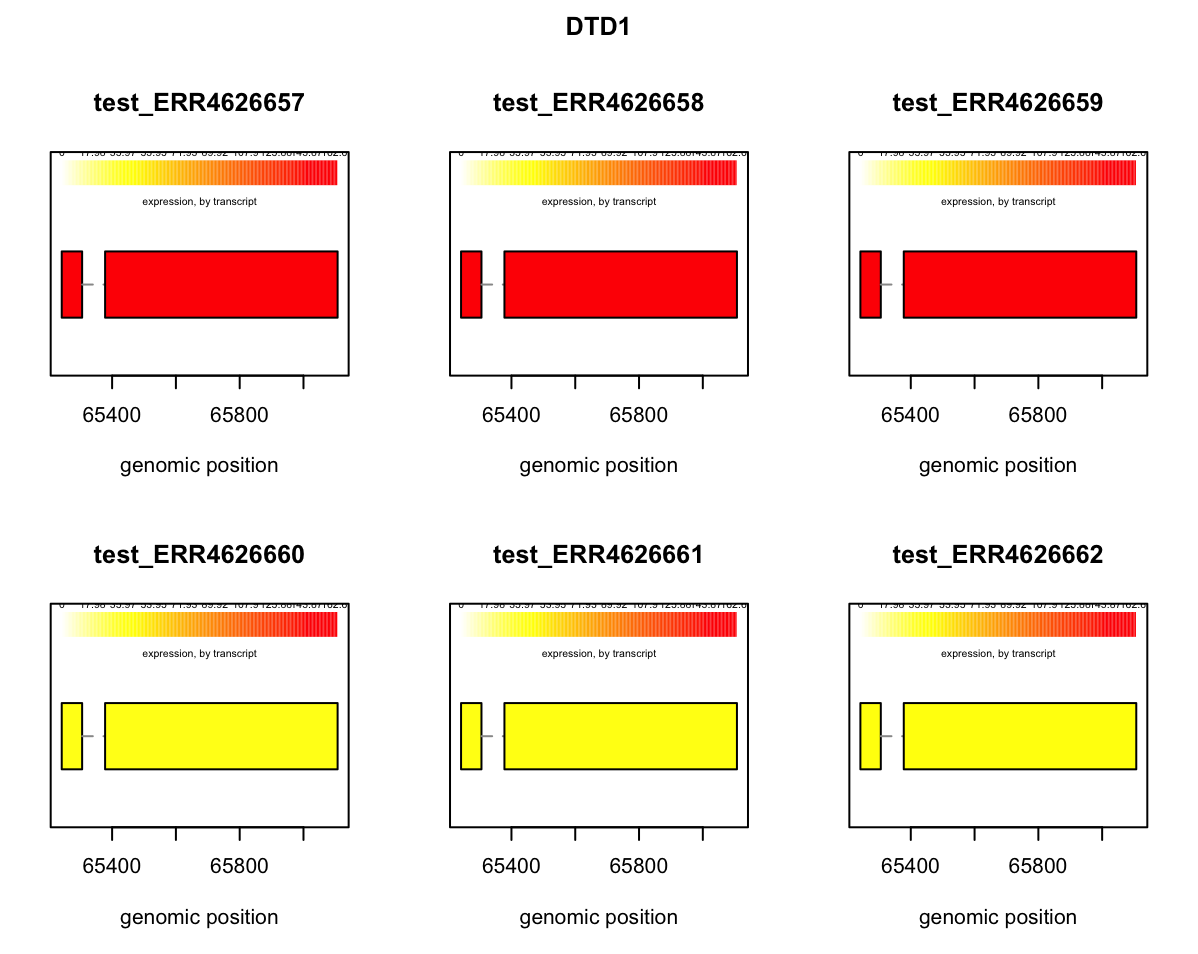 DTD1
test_ERR4626657 test_ERR4626658 test_ERR4626659
expression, by transcript expression, by transcript expression, by transcript
65400 65800 65400 65800 65400 65800
genomic position genomic position genomic position
test_ERR4626660 test_ERR4626661 test_ERR4626662
expression, by transcript expression, by transcript expression, by transcript
65400 65800 65400 65800 65400 65800
genomic position genomic position genomic position